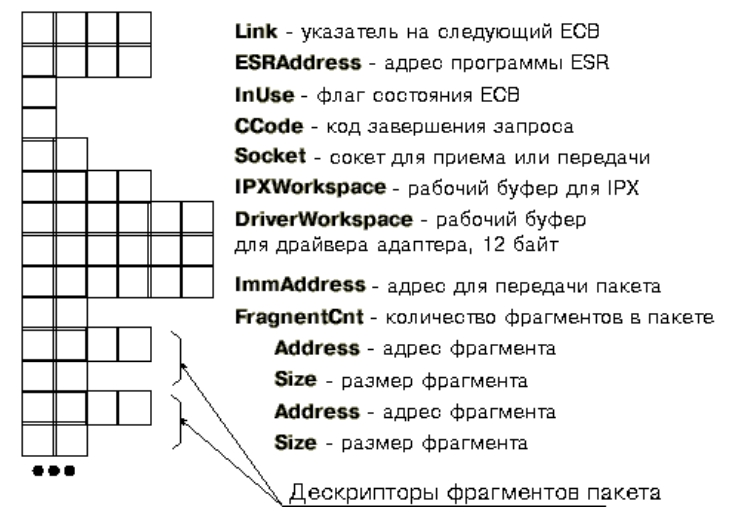 Link - указатель на следующий ECB
ESRAddress - адрес программы ESR
InUse - флаг состояния ECB
CCode - код завершения запроса
Socket - сокет для приема или передачи
IPXWorkspace - рабочий буфер для IPX
DriverWorkspace - рабочий буфер
для драйвера адаптера, 12 байт
ImmAddress - адрес для передачи пакета
FragnentCnt - количество фрагментов в пакете
Address - адрес фрагмента
Size - размер фрагмента
Address - адрес фрагмента
Size - размер фрагмента
Дескрипторы фрагментов пакета